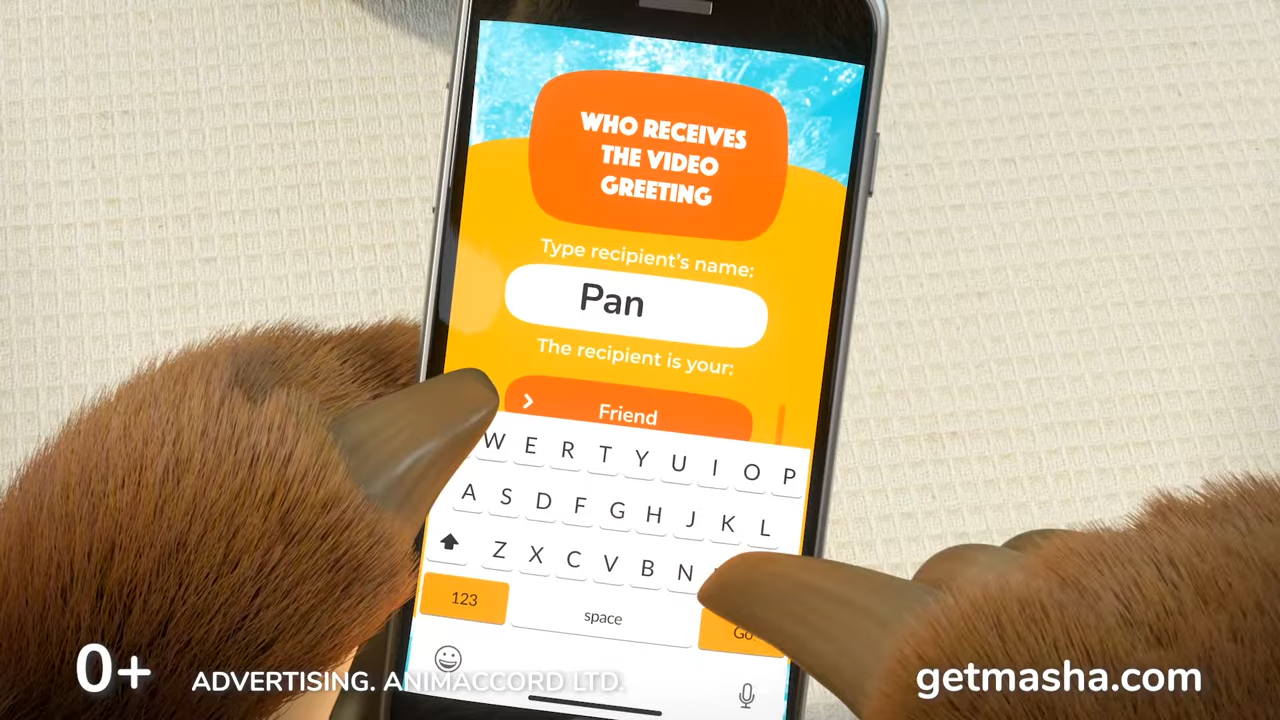 WHO RECEIVES
THE VIDEO
GREETING
Type recipient's name:
Pan
The recipient is your:
Friend
W E R T Y U I O P
A S D F G H J K L
Z X C V B N
123
space
Go
0+
ADVERTISING. ANIMACCORD LTD.
getmasha.com